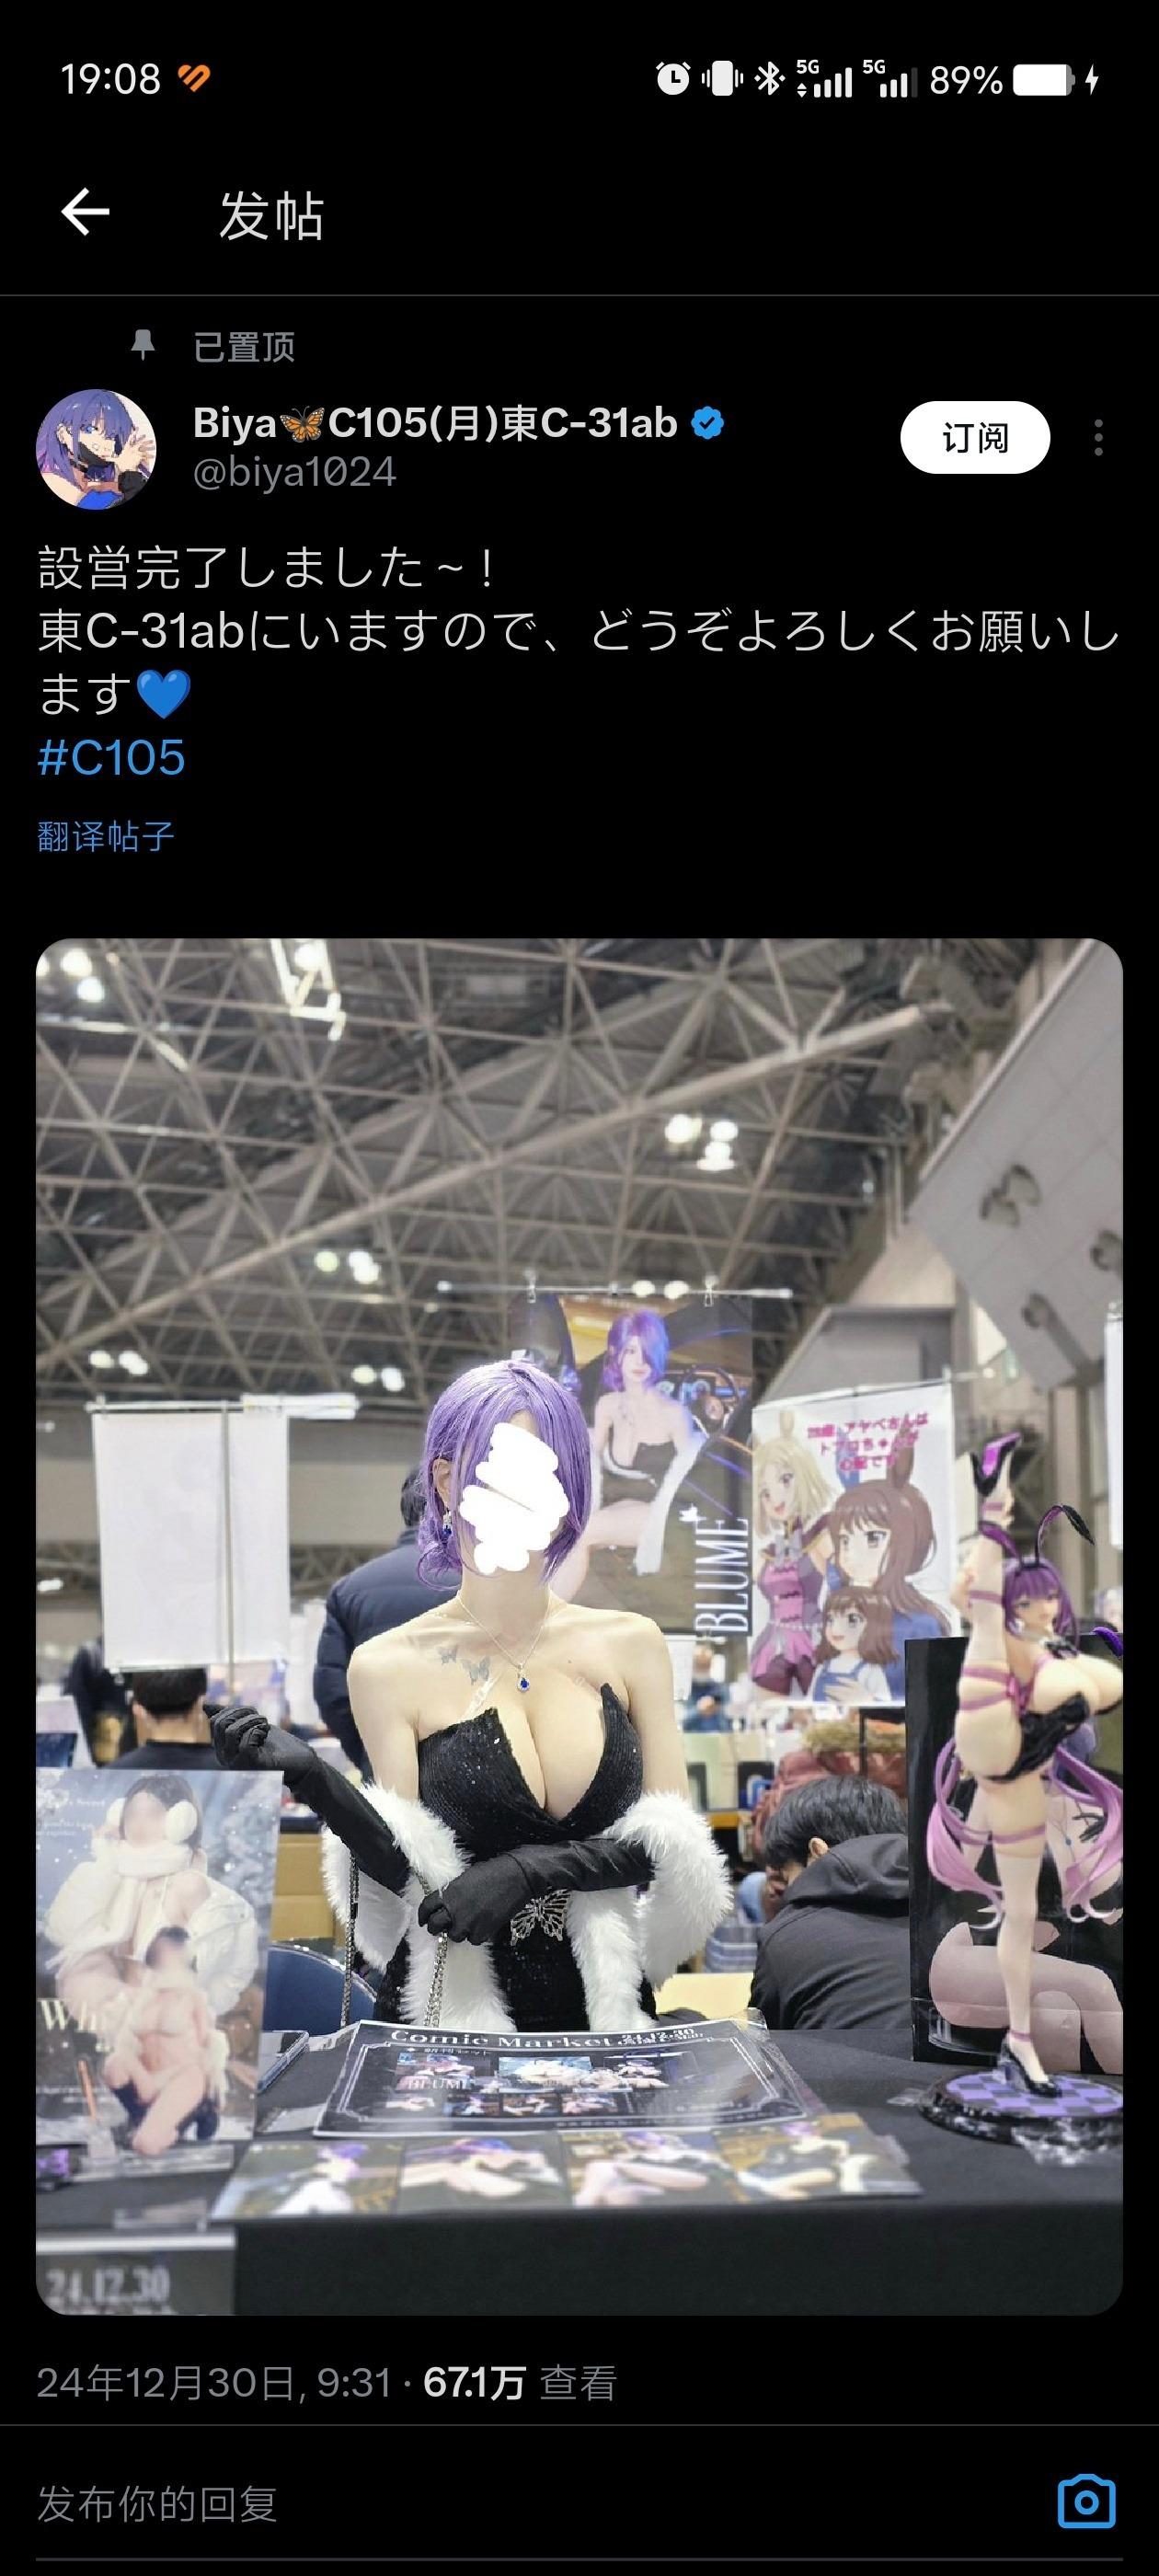 19:08
5G
5G
89%
发帖
已置顶
Biya🦋C105(月)東C-31ab
@biya1024
订阅
設営完了しました~！
東C-31abにいますので、どうぞよろしくお願いし
ます💙
#C105
翻译帖子
BLUME
Comic Market
BLUME
24.12.30
24年12月30日, 9:31 · 67.1万 查看
发布你的回复